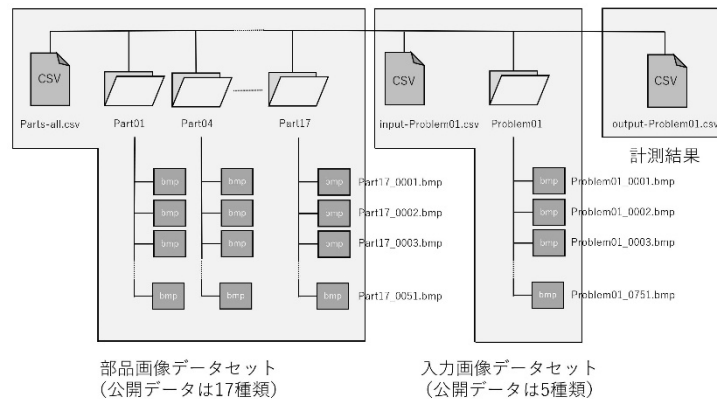 CSV
CSV
CSV
Parts-all.csv
Part01
Part04
Part17
input-Problem01.csv
Problem01
output-Problem01.csv
計測結果
bmp
bmp
bmp
Part17_0001.bmp
bmp
Problem01_0001.bmp
bmp
bmp
bmp
Part17_0002.bmp
bmp
Problem01_0002.bmp
bmp
bmp
bmp
Part17_0003.bmp
bmp
Problem01_0003.bmp
bmp
bmp
bmp
Part17_0051.bmp
bmp
Problem01_0751.bmp
部品画像データセット
(公開データは17種類)
入力画像データセット
(公開データは5種類)